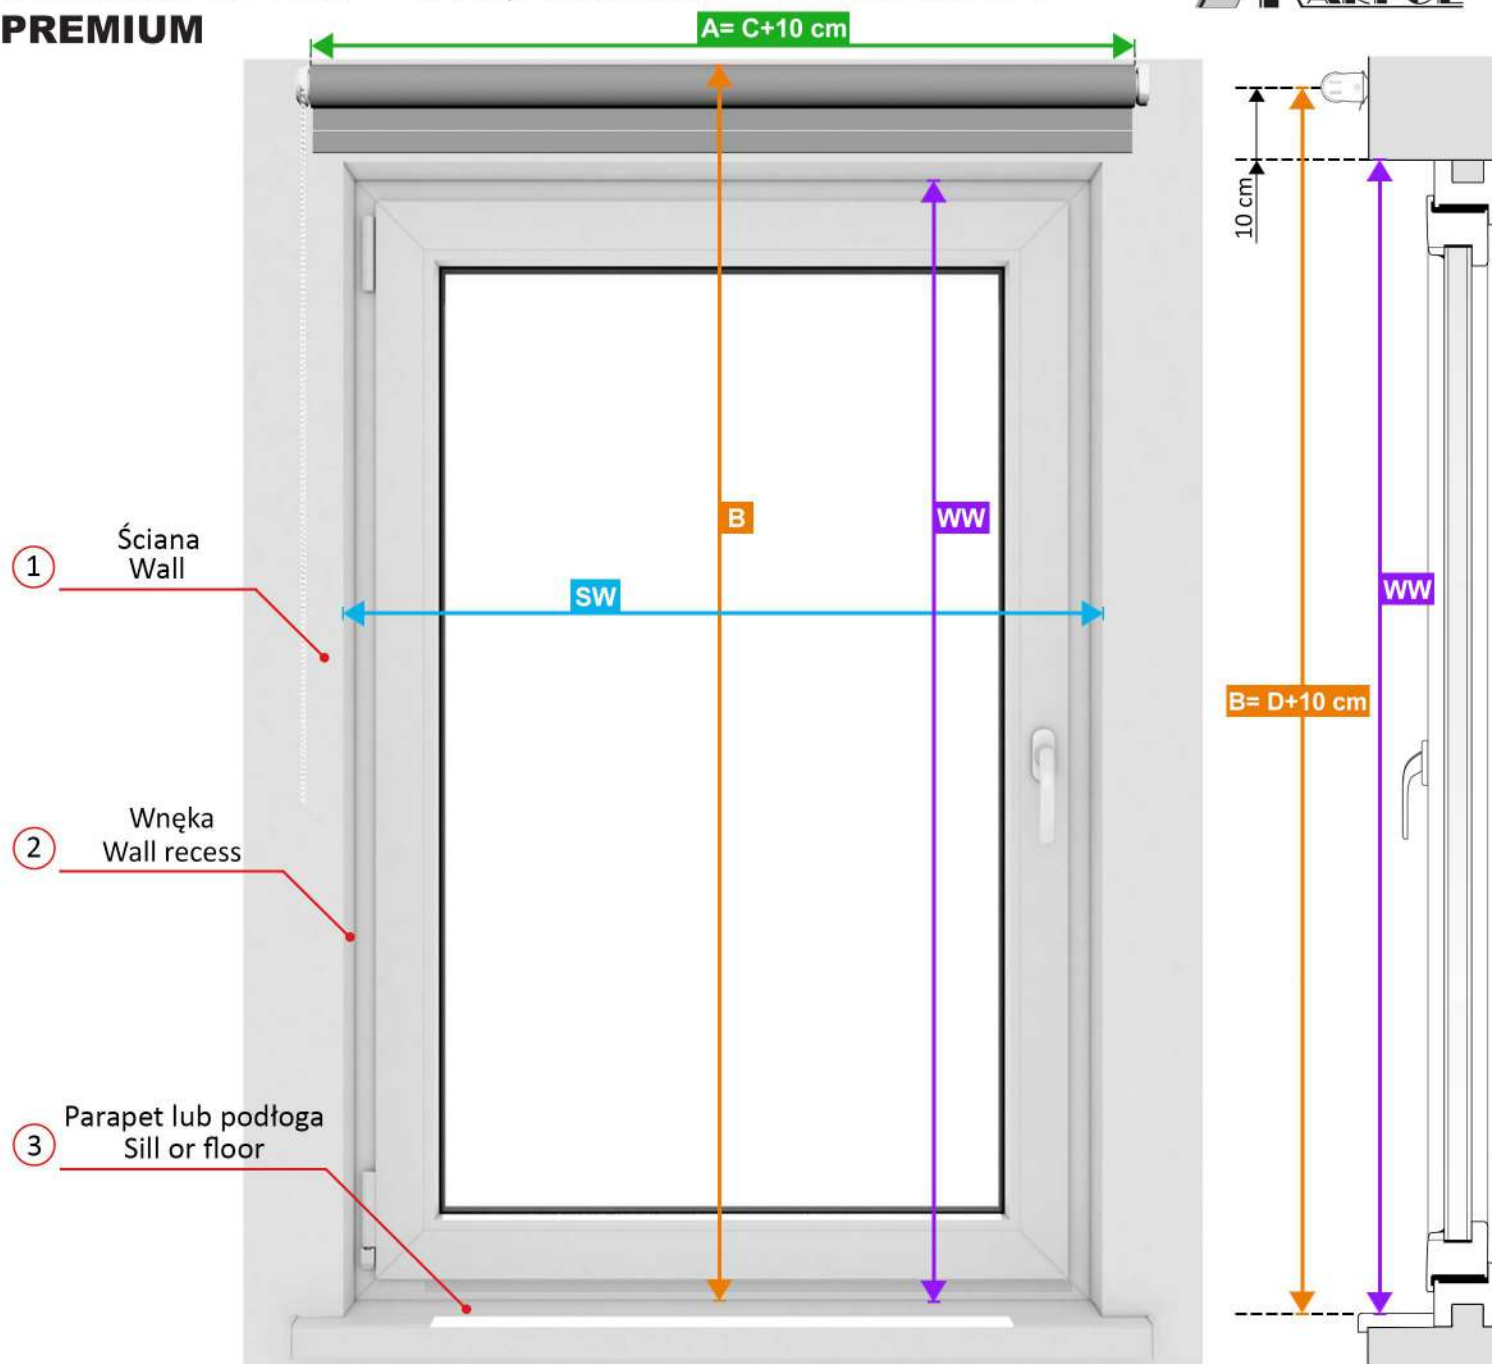 PREMIUM
A= C+10 cm
10 cm
B
WW
SW
WW
B= D+10 cm
1
Ściana
Wall
2
Wnęka
Wall recess
3
Parapet lub podłoga
Sill or floor